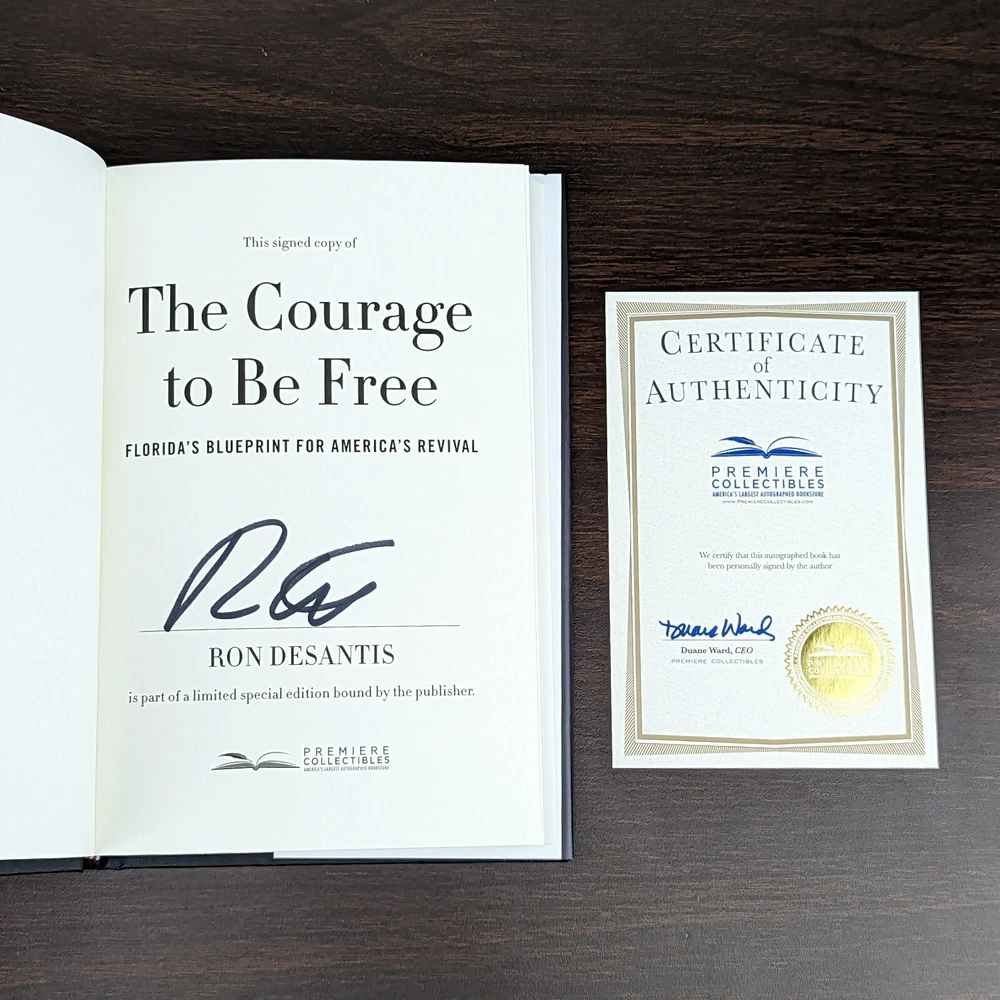 This signed copy of
The Courage
to Be Free
FLORIDA'S BLUEPRINT FOR AMERICA'S REVIVAL
RON DESANTIS
is part of a limited special edition bound by the publisher.
PREMIERE
COLLECTIBLES
AMERICA'S LARGEST AUTOGRAPHED BOOKSTORE
CERTIFICATE
of
AUTHENTICITY
PREMIERE
COLLECTIBLES
AMERICA'S LARGEST AUTOGRAPHED BOOKSTORE
WWW.PREMIERECOLLECTIBLES.COM
We certify that this autographed book has
been personally signed by the author
Duane Ward
Duane Ward, CEO
PREMIERE COLLECTIBLES